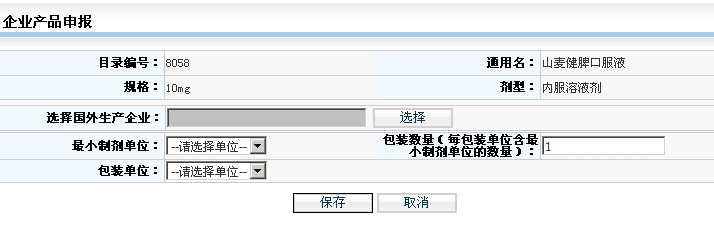 企业产品申报
目录编号： 8058 通用名： 山麦健脾口服液
规格： 10mg 剂型： 内服溶液剂
选择国外生产企业： 选择
最小制剂单位： --请选择单位-- 包装数量（每包装单位含最
小制剂单位的数量）： 1
包装单位： --请选择单位--
保存 取消